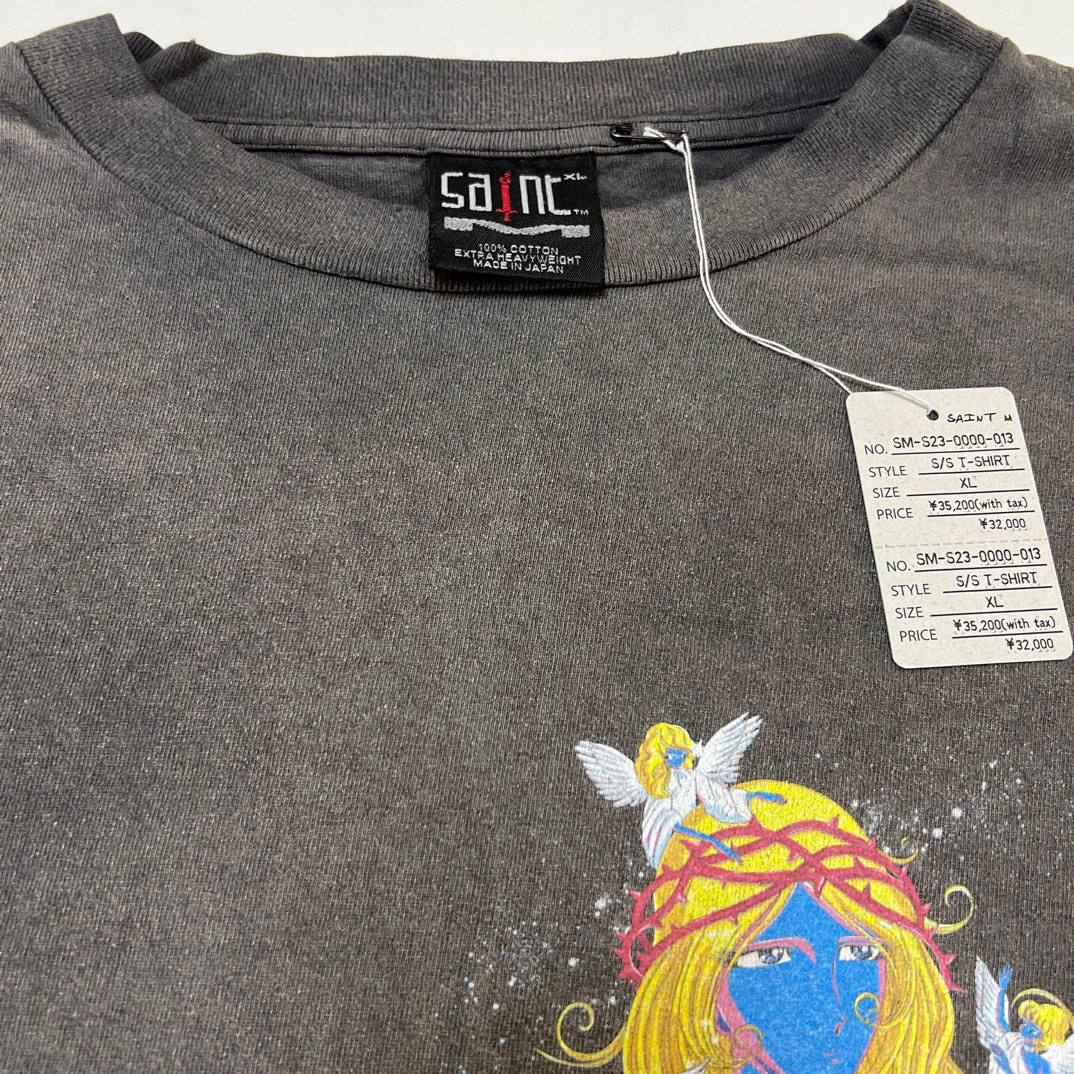 saint XL
TM
100% COTTON
EXTRA HEAVYWEIGHT
MADE IN JAPAN
SAINT M
NO. SM-S23-0000-013
STYLE S/S T-SHIRT
SIZE XL
PRICE ¥35,200(with tax)
¥32,000
NO. SM-S23-0000-013
STYLE S/S T-SHIRT
SIZE XL
PRICE ¥35,200(with tax)
¥32,000